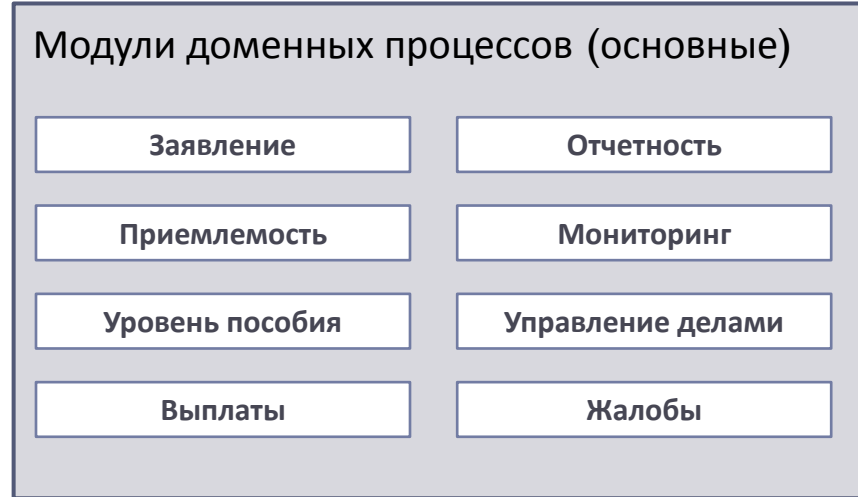 Модули доменных процессов (основные)
Заявление
Отчетность
Приемлемость
Мониторинг
Уровень пособия
Управление делами
Выплаты
Жалобы